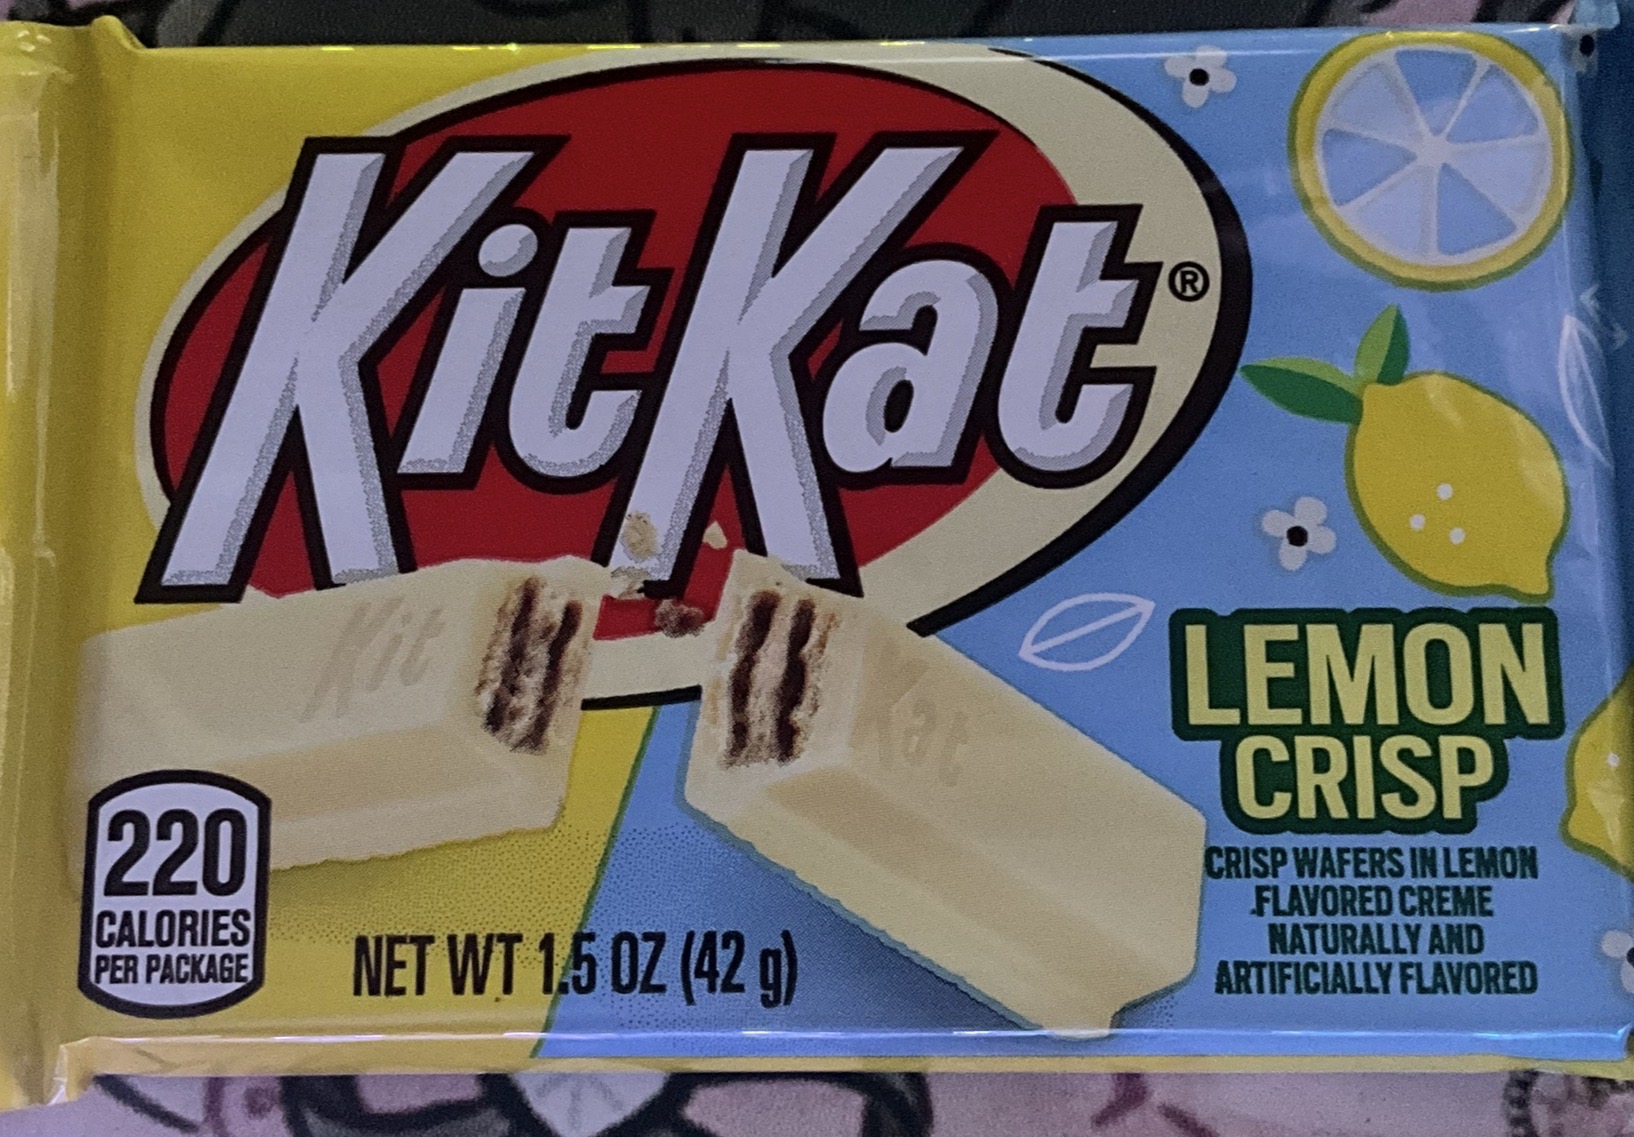 KitKat®
Kit
Kat
LEMON
CRISP
CRISP WAFERS IN LEMON
FLAVORED CREME
NATURALLY AND
ARTIFICIALLY FLAVORED
220
CALORIES
PER PACKAGE
NET WT 1.5 OZ (42 g)